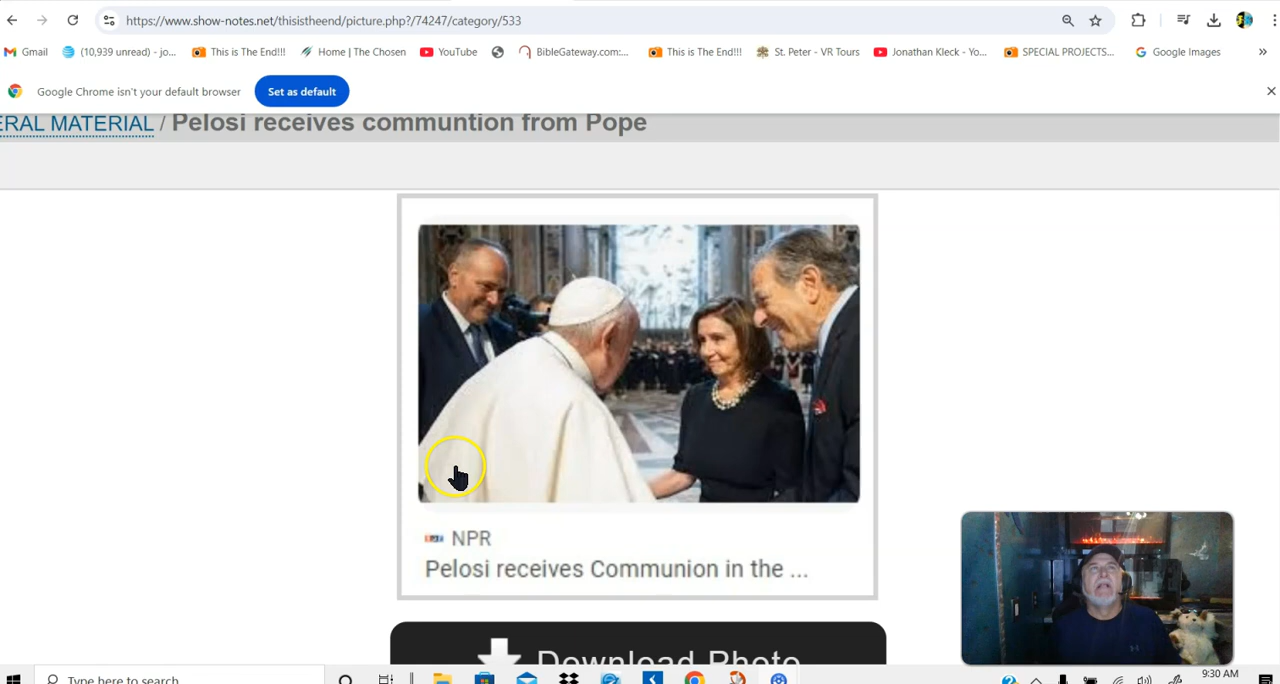 https://www.show-notes.net/thisistheend/picture.php?/74247/category/533
Gmail (10,939 unread) - jo... This is The End!!! Home | The Chosen YouTube BibleGateway.com:... This is The End!!! St. Peter - VR Tours Jonathan Kleck - Yo... SPECIAL PROJECTS... Google Images »
Google Chrome isn't your default browser Set as default
ERAL MATERIAL / Pelosi receives communtion from Pope
NPR
Pelosi receives Communion in the ...
Download Photo
Type here to search
9:30 AM